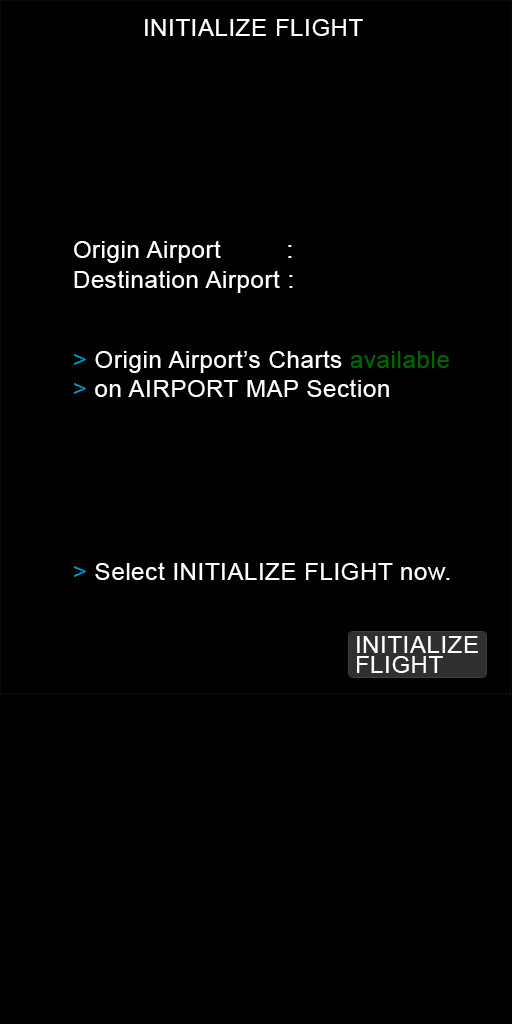 INITIALIZE FLIGHT
Origin Airport :
Destination Airport :
> Origin Airport’s Charts available
> on AIRPORT MAP Section
> Select INITIALIZE FLIGHT now.
INITIALIZE
FLIGHT